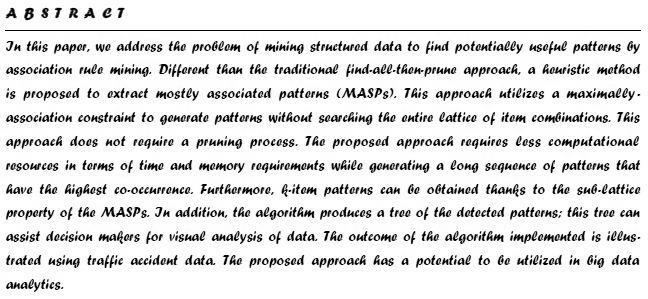 A B S T R A C T
In this paper, we address the problem of mining structured data to find potentially useful patterns by
association rule mining. Different than the traditional find-all-then-prune approach, a heuristic method
is proposed to extract mostly associated patterns (MASPs). This approach utilizes a maximally-
association constraint to generate patterns without searching the entire lattice of item combinations. This
approach does not require a pruning process. The proposed approach requires less computational
resources in terms of time and memory requirements while generating a long sequence of patterns that
have the highest co-occurrence. Furthermore, k-item patterns can be obtained thanks to the sub-lattice
property of the MASPs. In addition, the algorithm produces a tree of the detected patterns; this tree can
assist decision makers for visual analysis of data. The outcome of the algorithm implemented is illus-
trated using traffic accident data. The proposed approach has a potential to be utilized in big data
analytics.